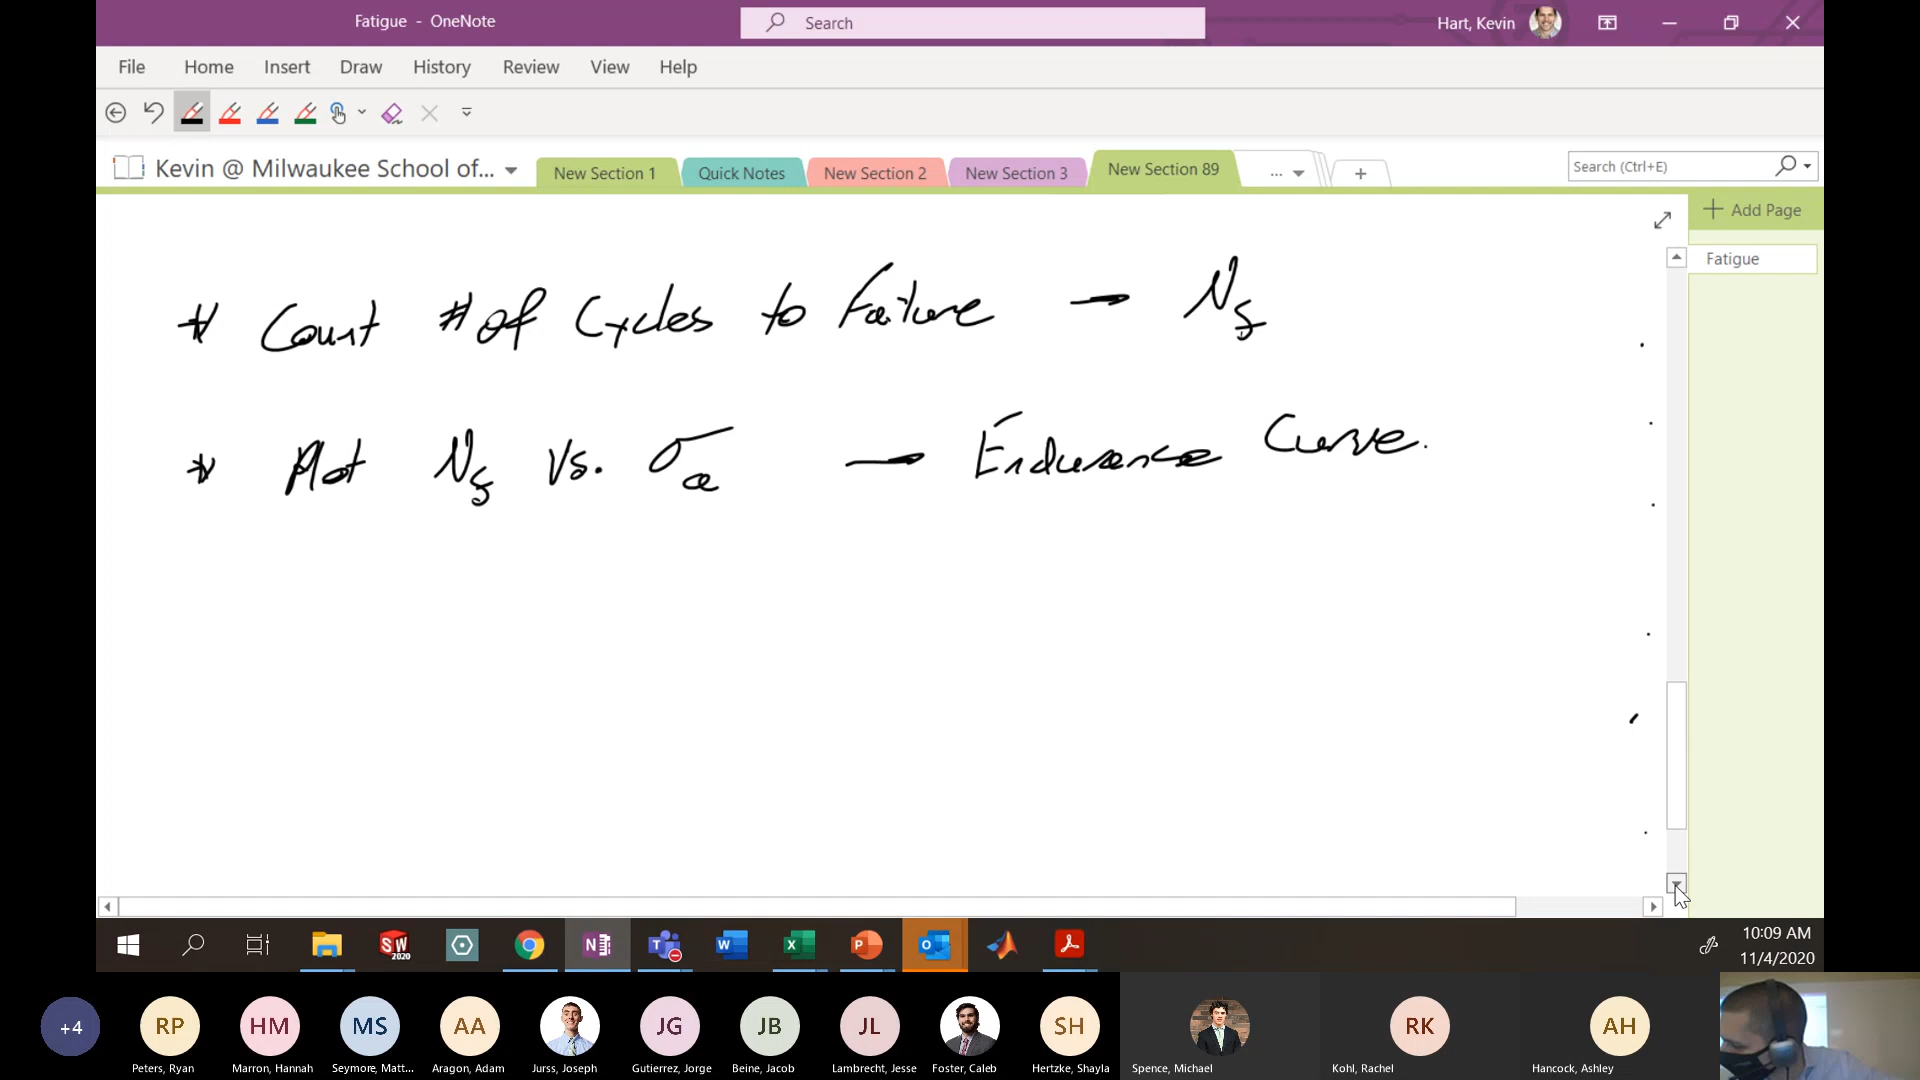 Fatigue - OneNote
Search
Hart, Kevin
File Home Insert Draw History Review View Help
Kevin @ Milwaukee School of... New Section 1 Quick Notes New Section 2 New Section 3 New Section 89 ... + Search (Ctrl+E)
Add Page
Fatigue
* Count # of Cycles to Failure → Nf
* Plot Nf Vs. σa → Endurance Curve.
SW 2020
10:09 AM
11/4/2020
+4 RP HM MS AA JG JB JL SH RK AH
Peters, Ryan Marron, Hannah Seymore, Matt... Aragon, Adam Jurss, Joseph Gutierrez, Jorge Beine, Jacob Lambrecht, Jesse Foster, Caleb Hertzke, Shayla Spence, Michael Kohl, Rachel Hancock, Ashley